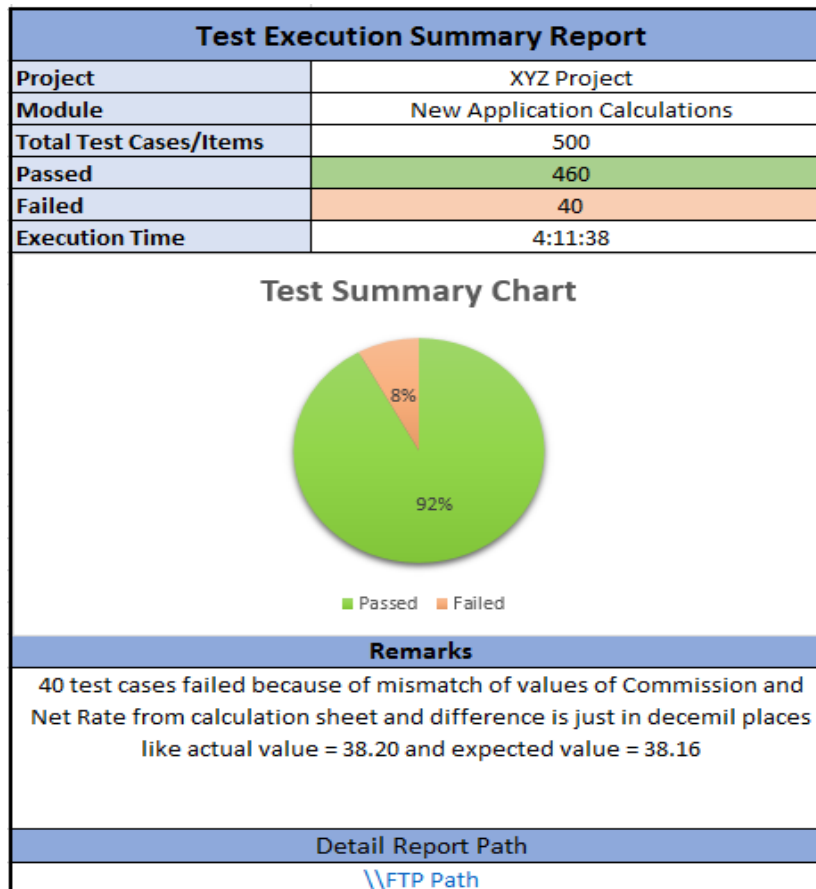 Test Execution Summary Report
Project XYZ Project
Module New Application Calculations
Total Test Cases/Items 500
Passed 460
Failed 40
Execution Time 4:11:38
Test Summary Chart
8%
92%
Passed Failed
Remarks
40 test cases failed because of mismatch of values of Commission and
Net Rate from calculation sheet and difference is just in decemil places
like actual value = 38.20 and expected value = 38.16
Detail Report Path
\\FTP Path